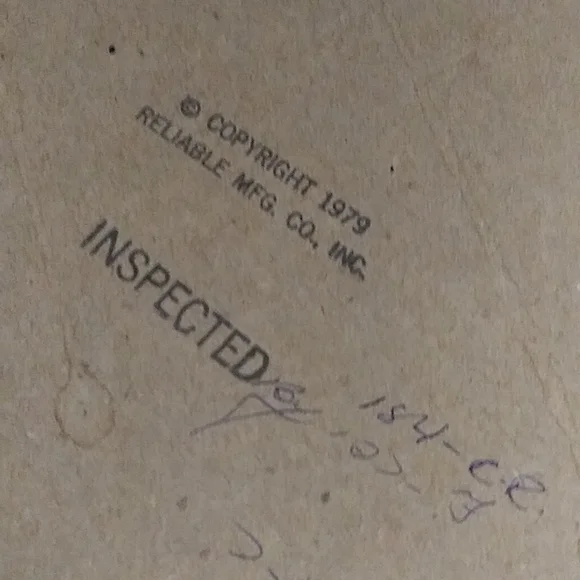 © COPYRIGHT 1979
RELIABLE MFG. CO., INC.
INSPECTED
184-C.C.